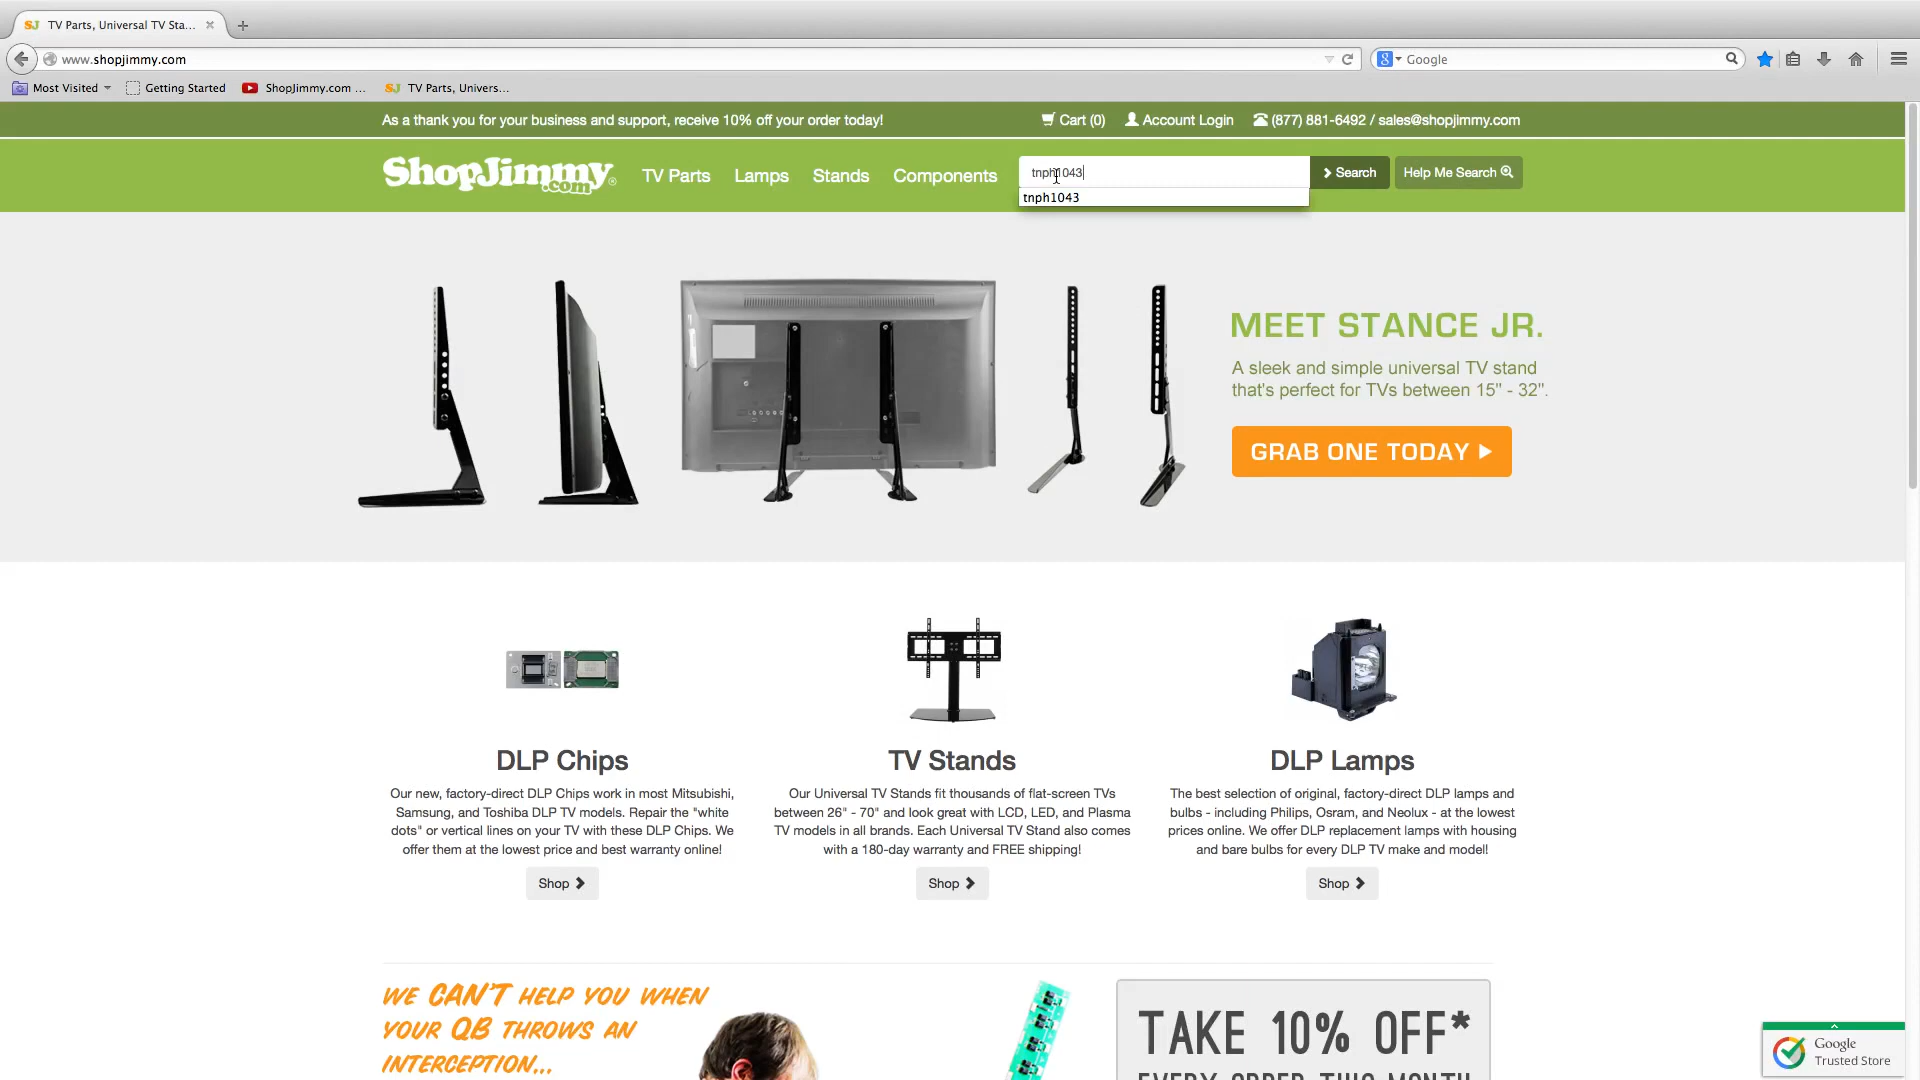 SJ TV Parts, Universal TV Sta...
www.shopjimmy.com
Google
Most Visited
Getting Started
ShopJimmy.com ...
SJ TV Parts, Univers...
As a thank you for your business and support, receive 10% off your order today!
Cart (0)
Account Login
(877) 881-6492 / sales@shopjimmy.com
ShopJimmy.com®
TV Parts
Lamps
Stands
Components
tnph1043
Search
Help Me Search
tnph1043
MEET STANCE JR.
A sleek and simple universal TV stand
that's perfect for TVs between 15" - 32".
GRAB ONE TODAY
DLP Chips
Our new, factory-direct DLP Chips work in most Mitsubishi,
Samsung, and Toshiba DLP TV models. Repair the "white
dots" or vertical lines on your TV with these DLP Chips. We
offer them at the lowest price and best warranty online!
Shop
TV Stands
Our Universal TV Stands fit thousands of flat-screen TVs
between 26" - 70" and look great with LCD, LED, and Plasma
TV models in all brands. Each Universal TV Stand also comes
with a 180-day warranty and FREE shipping!
Shop
DLP Lamps
The best selection of original, factory-direct DLP lamps and
bulbs - including Philips, Osram, and Neolux - at the lowest
prices online. We offer DLP replacement lamps with housing
and bare bulbs for every DLP TV make and model!
Shop
WE CAN'T HELP YOU WHEN
YOUR QB THROWS AN
INTERCEPTION...
TAKE 10% OFF*
EVERY ORDER THIS MONTH
Google
Trusted Store